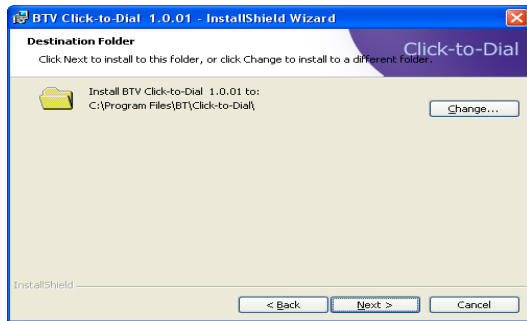 BTV Click-to-Dial 1.0.01 - InstallShield Wizard
Destination Folder
Click-to-Dial
Click Next to install to this folder, or click Change to install to a different folder.
Install BTV Click-to-Dial 1.0.01 to:
C:\Program Files\BT\Click-to-Dial\
Change...
InstallShield
< Back
Next >
Cancel